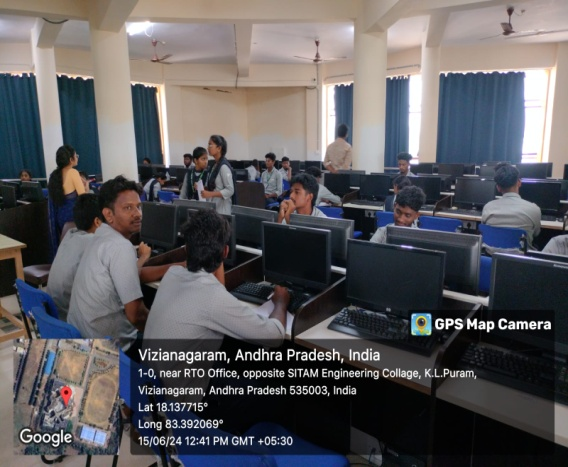 GPS Map Camera
Vizianagaram, Andhra Pradesh, India
1-0, near RTO Office, opposite SITAM Engineering Collage, K.L.Puram,
Vizianagaram, Andhra Pradesh 535003, India
Lat 18.137715°
Long 83.392069°
15/06/24 12:41 PM GMT +05:30
Google